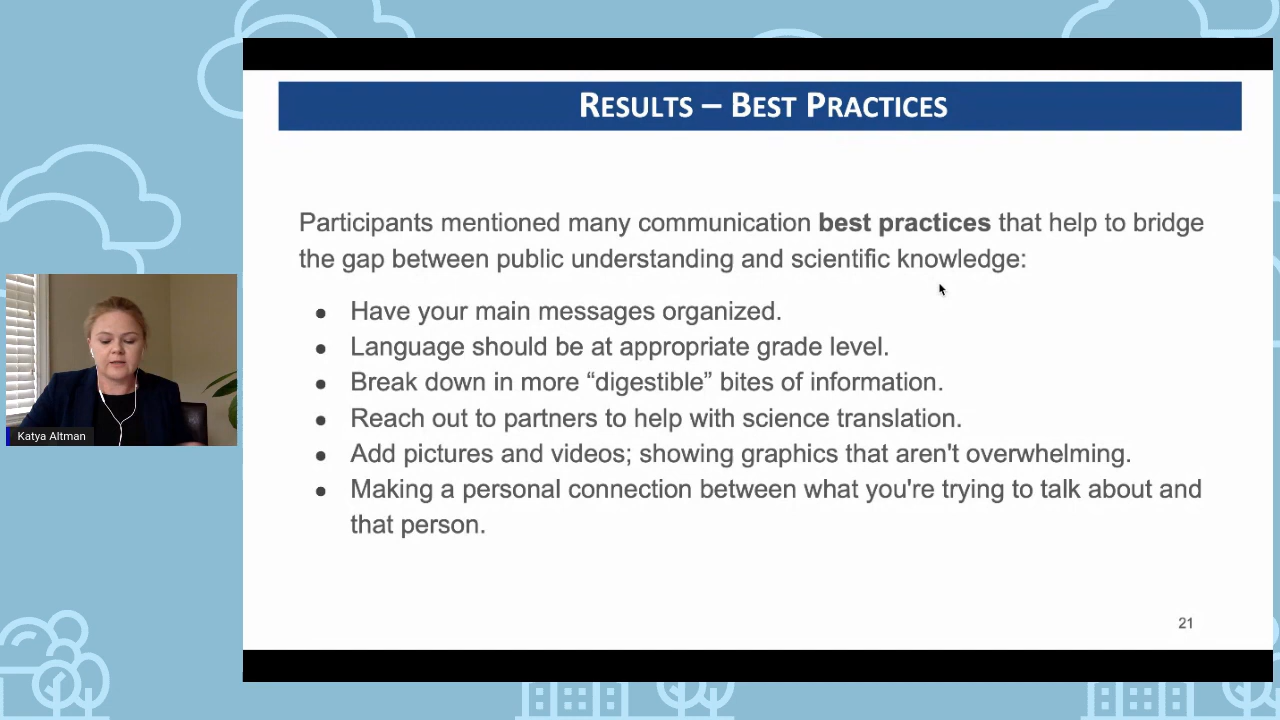 RESULTS – BEST PRACTICES
Participants mentioned many communication best practices that help to bridge
the gap between public understanding and scientific knowledge:
● Have your main messages organized.
● Language should be at appropriate grade level.
● Break down in more “digestible” bites of information.
● Reach out to partners to help with science translation.
● Add pictures and videos; showing graphics that aren't overwhelming.
● Making a personal connection between what you're trying to talk about and
that person.
Katya Altman
21